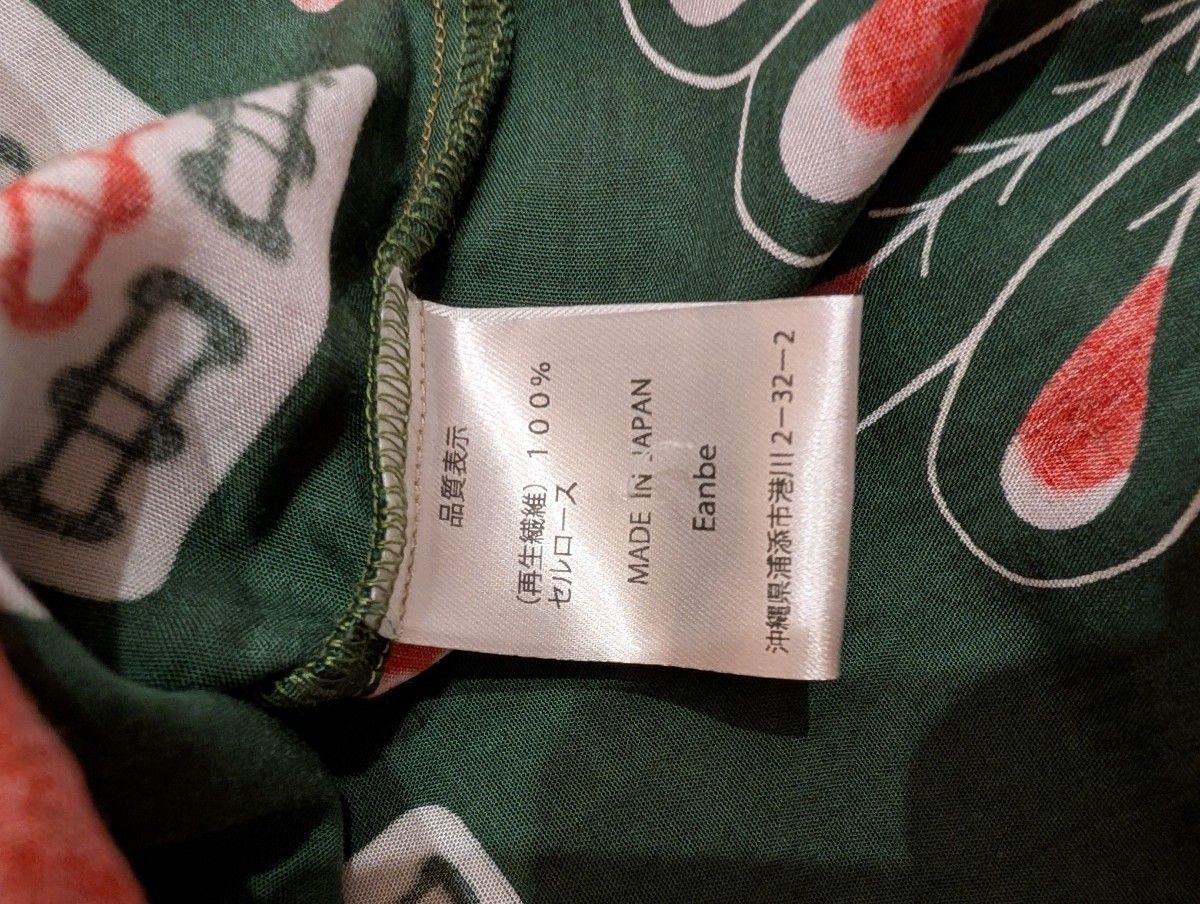 品質表示
(再生繊維) 100%
セルロース
MADE IN JAPAN
Eanbe
沖縄県浦添市港川2-32-2